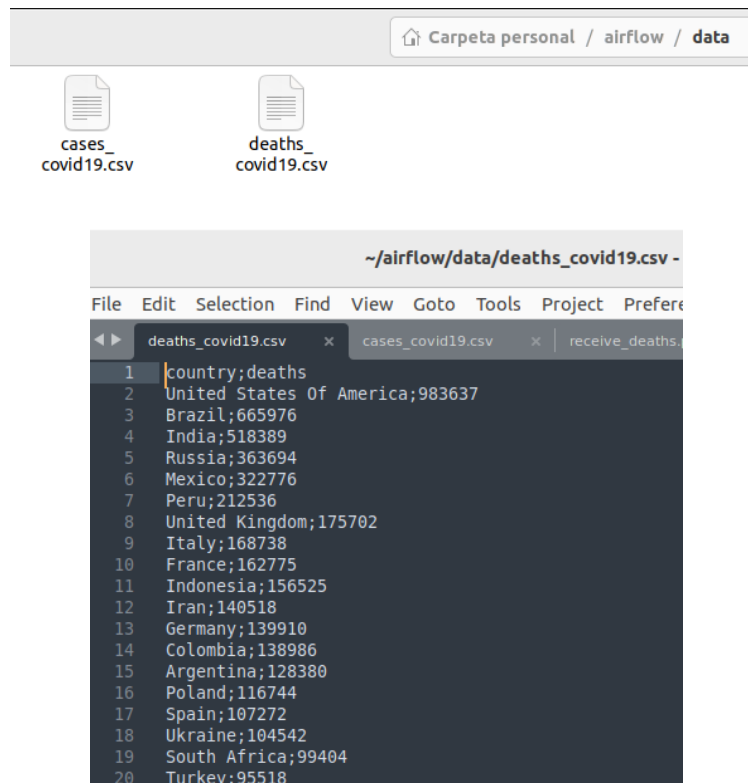 Carpeta personal / airflow / data
cases_
covid19.csv
deaths_
covid19.csv
~/airflow/data/deaths_covid19.csv -
File Edit Selection Find View Goto Tools Project Prefere
deaths_covid19.csv × cases_covid19.csv × receive_deaths.p
1 country;deaths
2 United States Of America;983637
3 Brazil;665976
4 India;518389
5 Russia;363694
6 Mexico;322776
7 Peru;212536
8 United Kingdom;175702
9 Italy;168738
10 France;162775
11 Indonesia;156525
12 Iran;140518
13 Germany;139910
14 Colombia;138986
15 Argentina;128380
16 Poland;116744
17 Spain;107272
18 Ukraine;104542
19 South Africa;99404
20 Turkey;95518